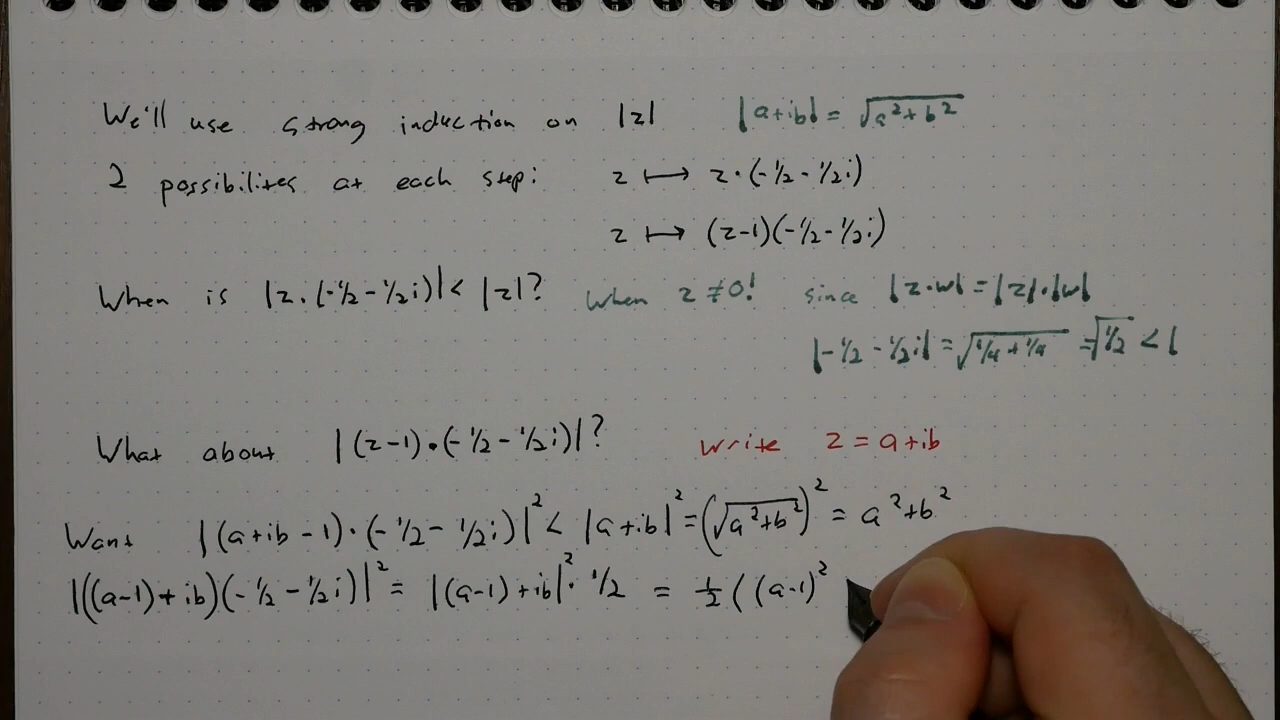 We'll use strong induction on |z| |a+ib| = √(a²+b²)
2 possibilites at each step: z ↦ z·(-1/2 - 1/2i)
z ↦ (z-1)(-1/2 - 1/2i)
When is |z·(-1/2 - 1/2i)| < |z|? When z≠0! since |z·w| = |z|·|w|
|-1/2 - 1/2i| = √(1/4 + 1/4) = √(1/2) < 1
What about |(z-1)·(-1/2 - 1/2i)|? write z = a+ib
Want |(a+ib-1)·(-1/2 - 1/2i)|² < |a+ib|² = (√(a²+b²))² = a²+b²
|((a-1)+ib)(-1/2 - 1/2i)|² = |(a-1)+ib|²·1/2 = 1/2((a-1)²